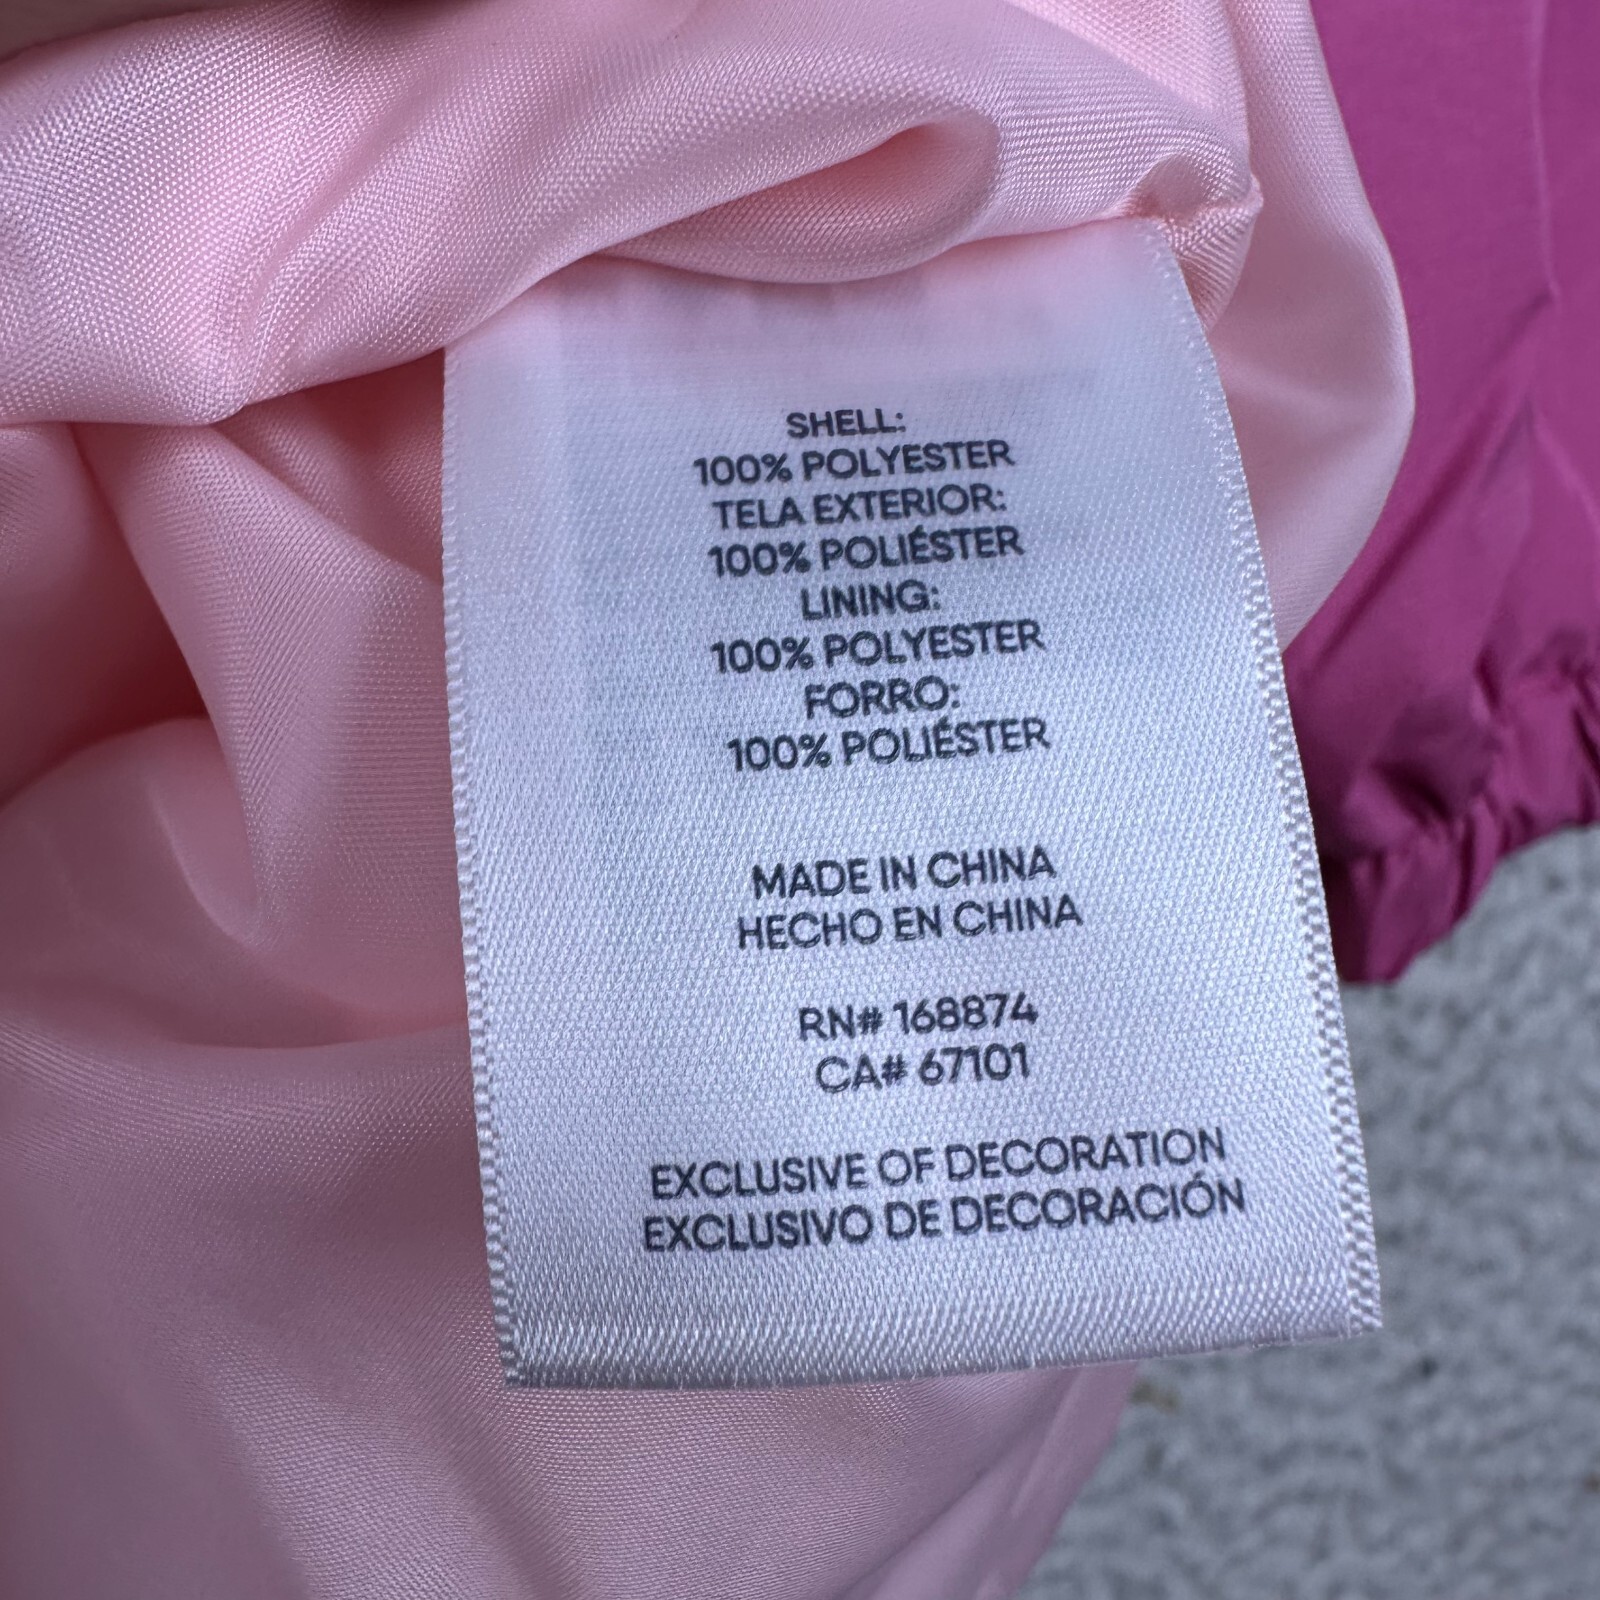 SHELL:
100% POLYESTER
TELA EXTERIOR:
100% POLIÉSTER
LINING:
100% POLYESTER
FORRO:
100% POLIÉSTER
MADE IN CHINA
HECHO EN CHINA
RN# 168874
CA# 67101
EXCLUSIVE OF DECORATION
EXCLUSIVO DE DECORACIÓN